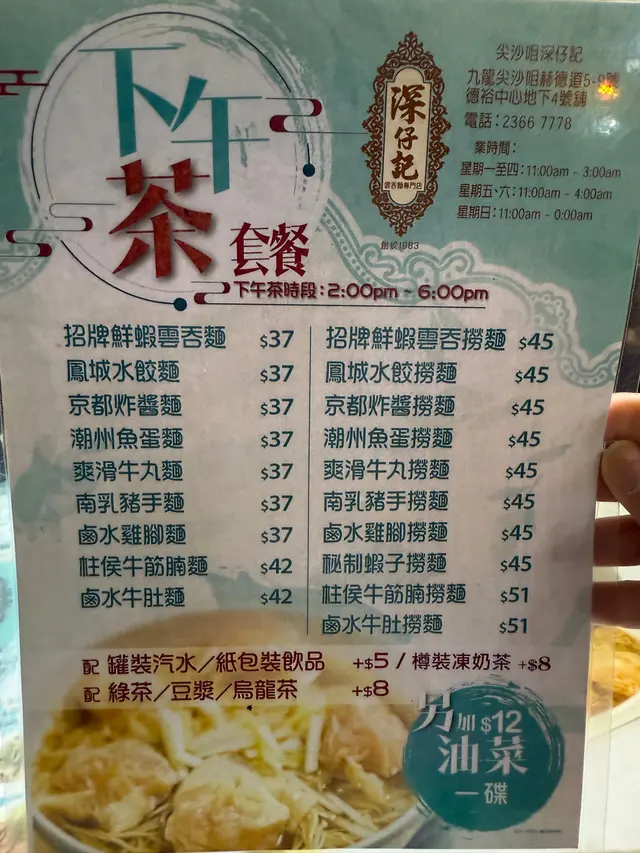 下午茶套餐
下午茶時段:2:00pm ~ 6:00pm
深仔記
雲吞麵專門店
創於1983
尖沙咀深仔記
九龍尖沙咀赫德道5-9號
德裕中心地下4號舖
電話:2366 7778
業時間:
星期一至四:11:00am - 3:00am
星期五、六:11:00am - 4:00am
星期日:11:00am - 0:00am
招牌鮮蝦雲吞麵 $37
鳳城水餃麵 $37
京都炸醬麵 $37
潮州魚蛋麵 $37
爽滑牛丸麵 $37
南乳豬手麵 $37
鹵水雞腳麵 $37
柱侯牛筋腩麵 $42
鹵水牛肚麵 $42
招牌鮮蝦雲吞撈麵 $45
鳳城水餃撈麵 $45
京都炸醬撈麵 $45
潮州魚蛋撈麵 $45
爽滑牛丸撈麵 $45
南乳豬手撈麵 $45
鹵水雞腳撈麵 $45
秘制蝦子撈麵 $45
柱侯牛筋腩撈麵 $51
鹵水牛肚撈麵 $51
配 罐裝汽水/紙包裝飲品 +$5 / 樽裝凍奶茶 +$8
配 綠茶/豆漿/烏龍茶 +$8
另加 $12
油菜
一碟